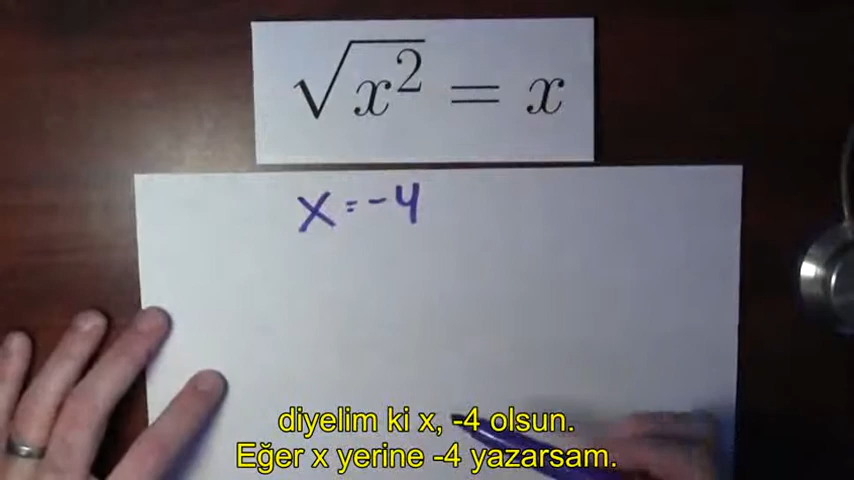 √x² = x
x = -4
diyelim ki x, -4 olsun.
Eğer x yerine -4 yazarsam.